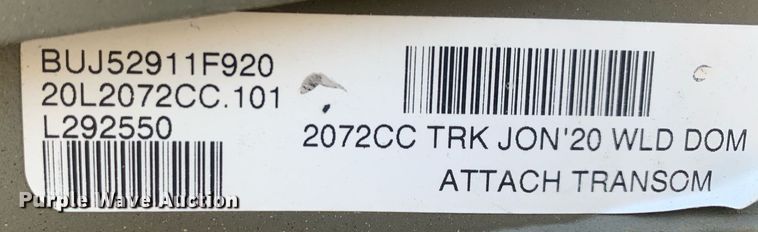 BUJ52911F920
20L2072CC.101
L292550
2072CC TRK JON'20 WLD DOM
ATTACH TRANSOM
Purple Wave Auction